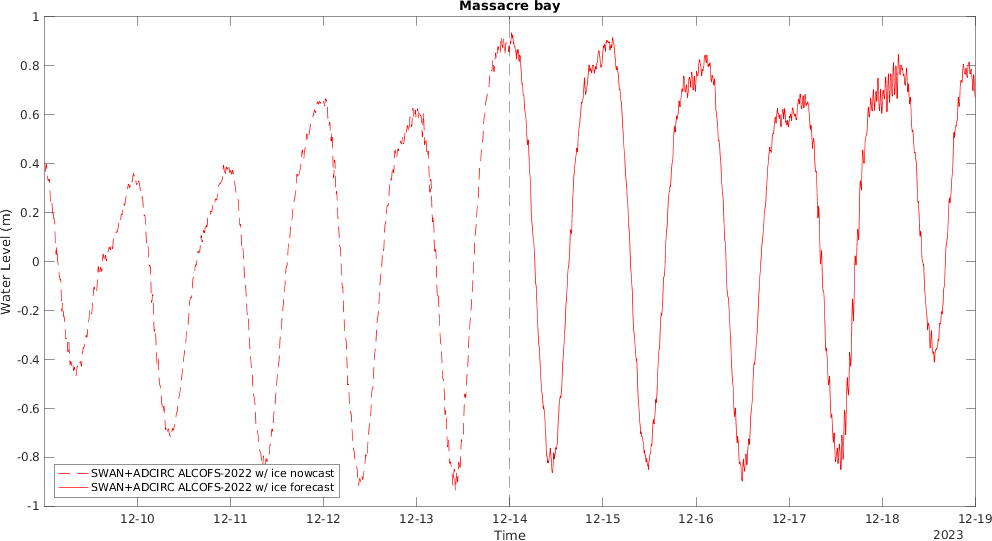 Massacre bay
1
0.8
0.6
0.4
0.2
0
-0.2
-0.4
-0.6
-0.8
-1
Water Level (m)
SWAN+ADCIRC ALCOFS-2022 w/ ice nowcast
SWAN+ADCIRC ALCOFS-2022 w/ ice forecast
12-10 12-11 12-12 12-13 12-14 12-15 12-16 12-17 12-18 12-19
Time
2023